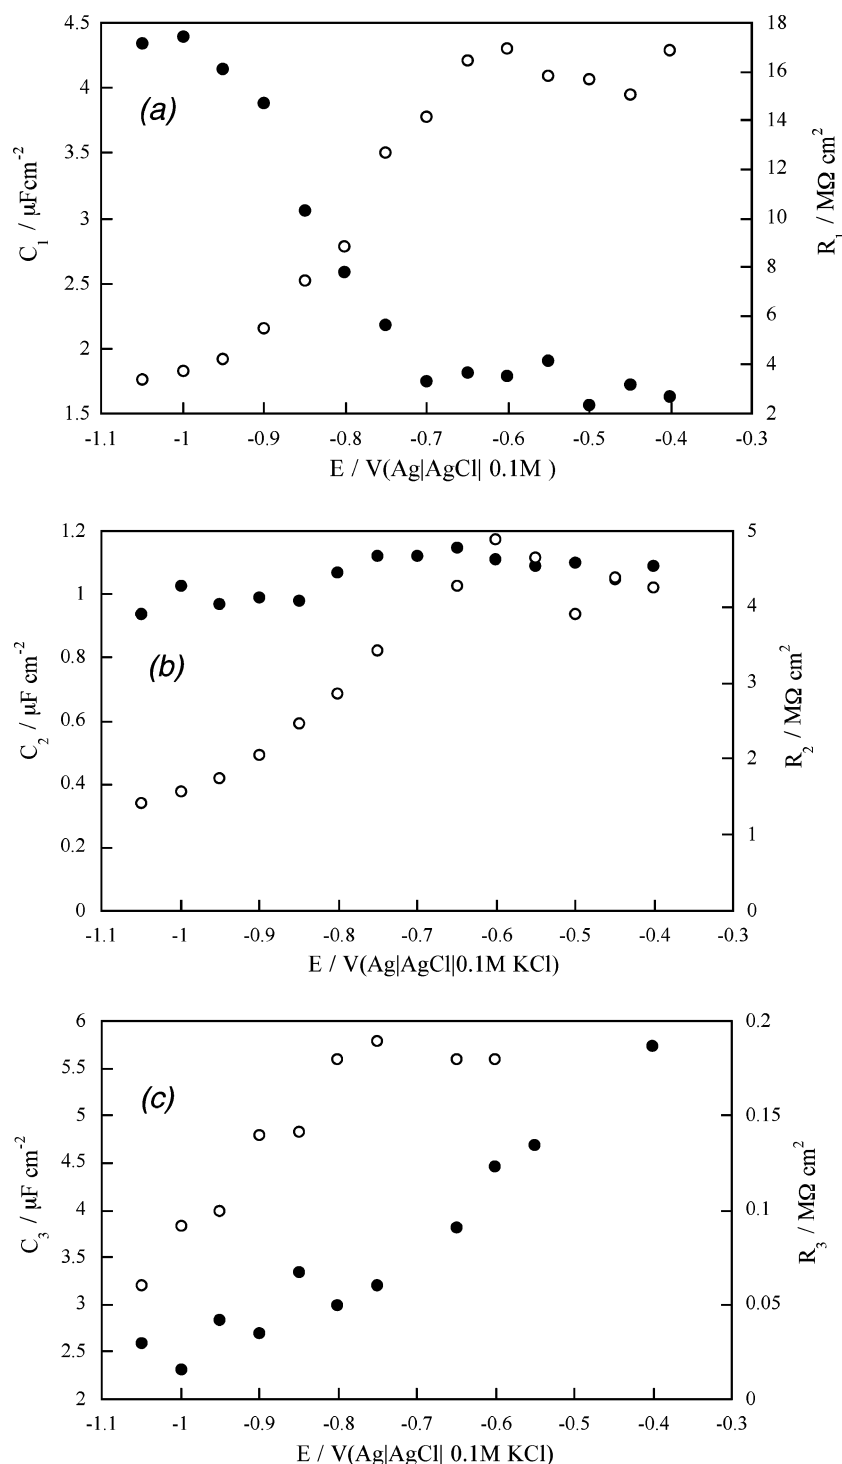 4.5
4
3.5
3
2.5
2
1.5
C₁ / µFcm⁻²
(a)
18
16
14
12
10
8
6
4
2
R₁ / MΩ cm²
-1.1 -1 -0.9 -0.8 -0.7 -0.6 -0.5 -0.4 -0.3
E / V(Ag|AgCl| 0.1M )
1.2
1
0.8
0.6
0.4
0.2
0
C₂ / µF cm⁻²
(b)
5
4
3
2
1
0
R₂ / MΩ cm²
-1.1 -1 -0.9 -0.8 -0.7 -0.6 -0.5 -0.4 -0.3
E / V(Ag|AgCl|0.1M KCl)
6
5.5
5
4.5
4
3.5
3
2.5
2
C₃ / µF cm⁻²
(c)
0.2
0.15
0.1
0.05
0
R₃ / MΩ cm²
-1.1 -1 -0.9 -0.8 -0.7 -0.6 -0.5 -0.4 -0.3
E / V(Ag|AgCl| 0.1M KCl)